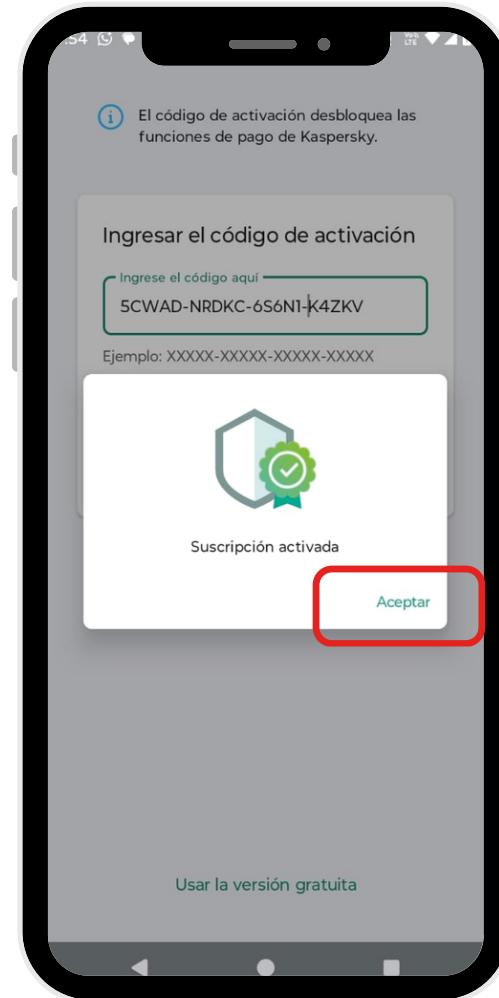 El código de activación desbloquea las
funciones de pago de Kaspersky.
Ingresar el código de activación
Ingrese el código aquí
5CWAD-NRDKC-6S6N1-K4ZKV
Ejemplo: XXXXX-XXXXX-XXXXX-XXXXX
Suscripción activada
Aceptar
Usar la versión gratuita